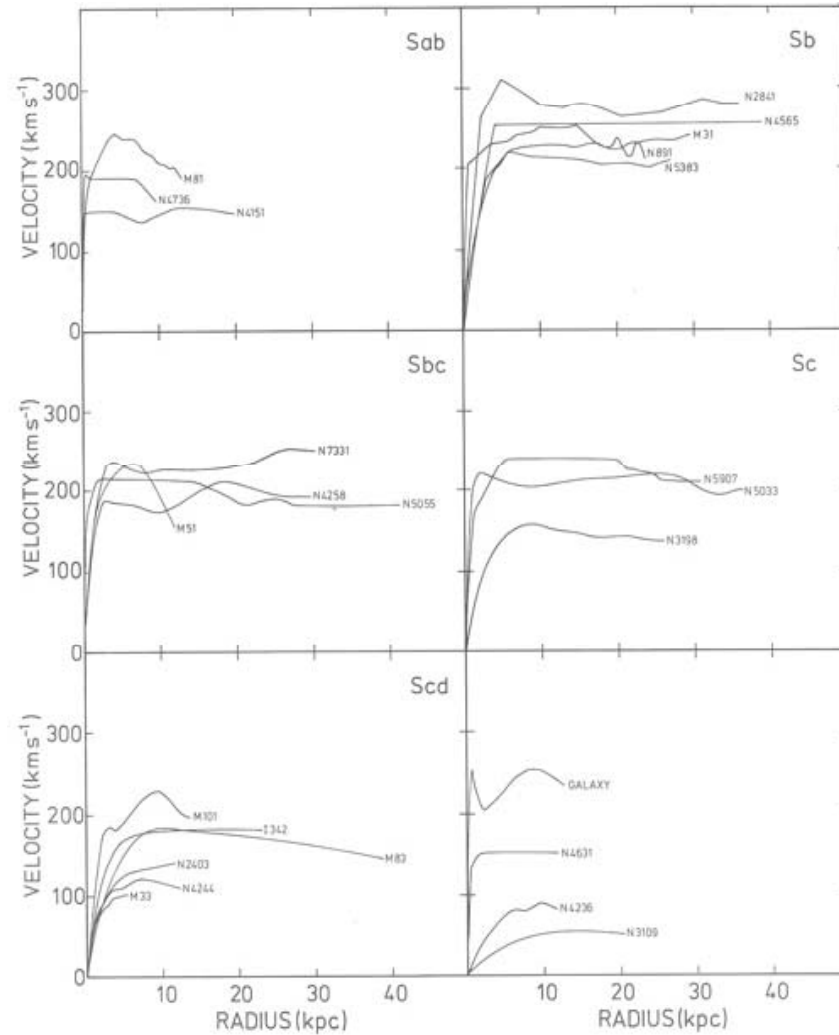 Sab
VELOCITY (km s⁻¹)
300
200
100
0
M81
N4736
N4151
Sb
N2841
N4565
M31
N891
N5383
Sbc
VELOCITY (km s⁻¹)
300
200
100
0
N7331
N4258
N5055
M51
Sc
N5907
N5033
N3198
Scd
VELOCITY (km s⁻¹)
300
200
100
0
M101
I342
M83
N2403
N4244
M33
10
20
30
40
RADIUS (kpc)
GALAXY
N4631
N4236
N3109
10
20
30
40
RADIUS (kpc)